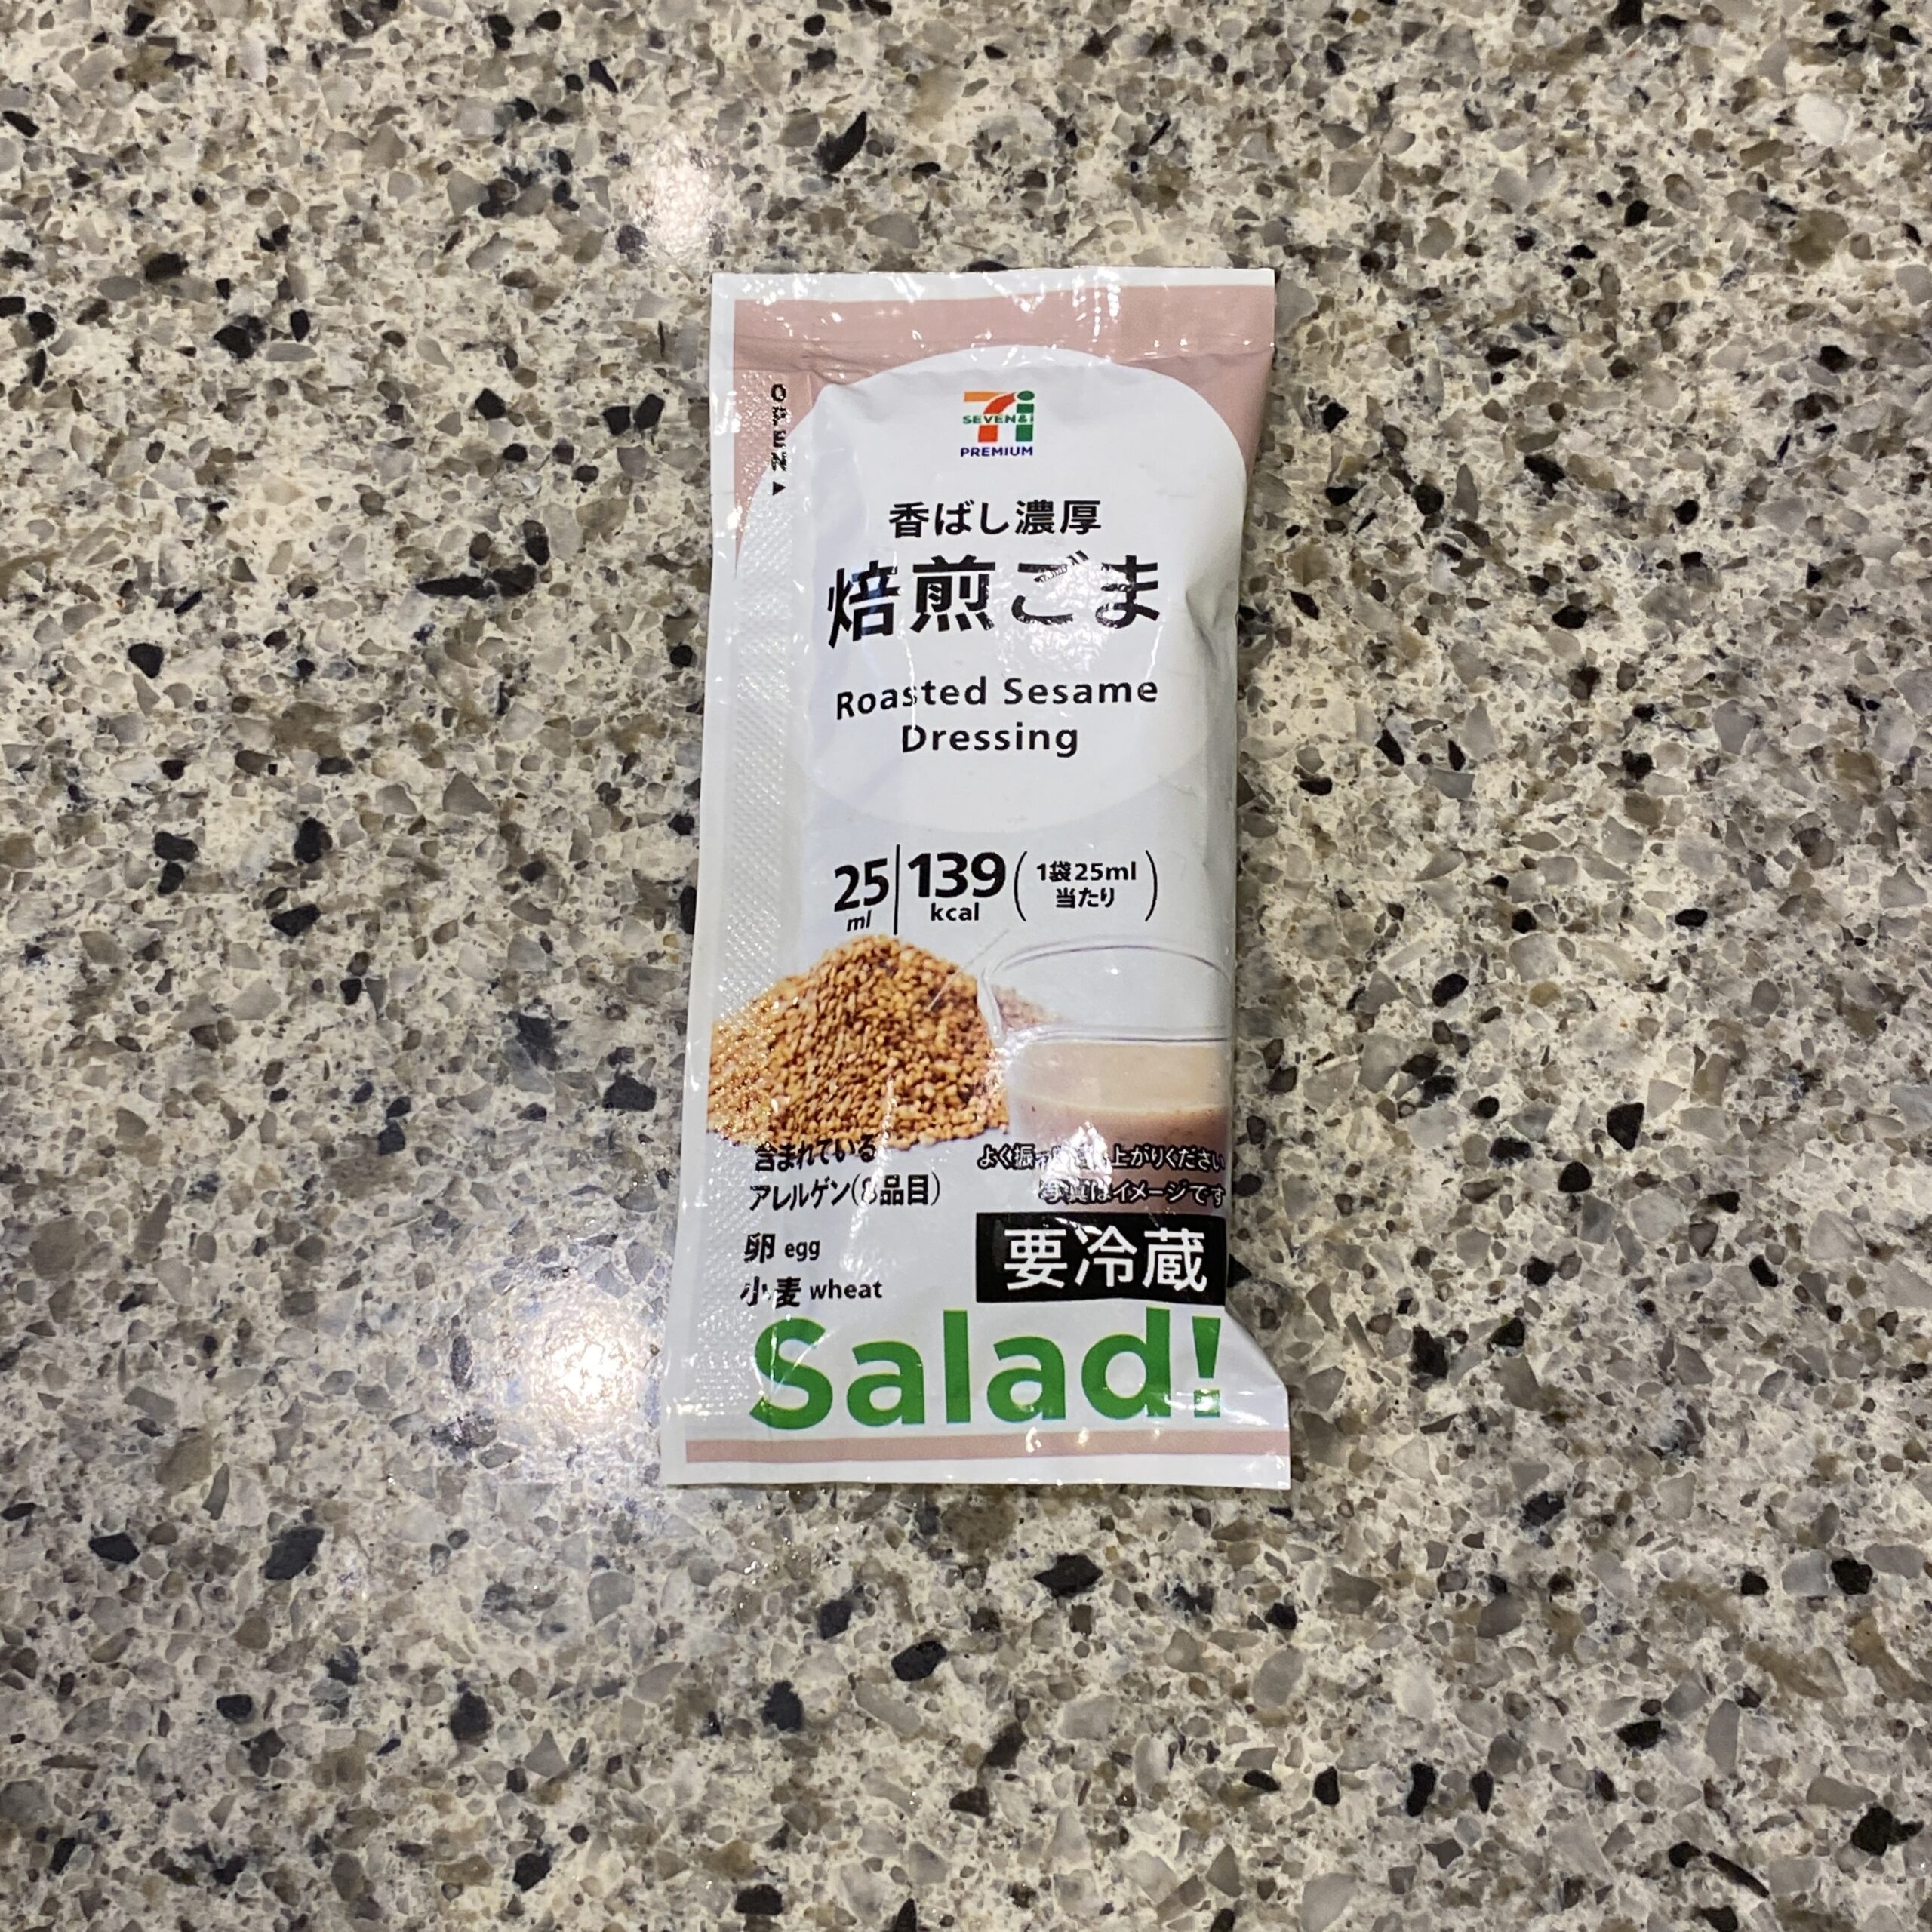 OPEN
SEVEN&i
PREMIUM
香ばし濃厚
焙煎ごま
Roasted Sesame
Dressing
25
ml
139
kcal
(1袋25ml
当たり)
含まれている
アレルゲン(8品目)
卵 egg
小麦 wheat
よく振って召し上がりください
写真はイメージです
要冷蔵
Salad!